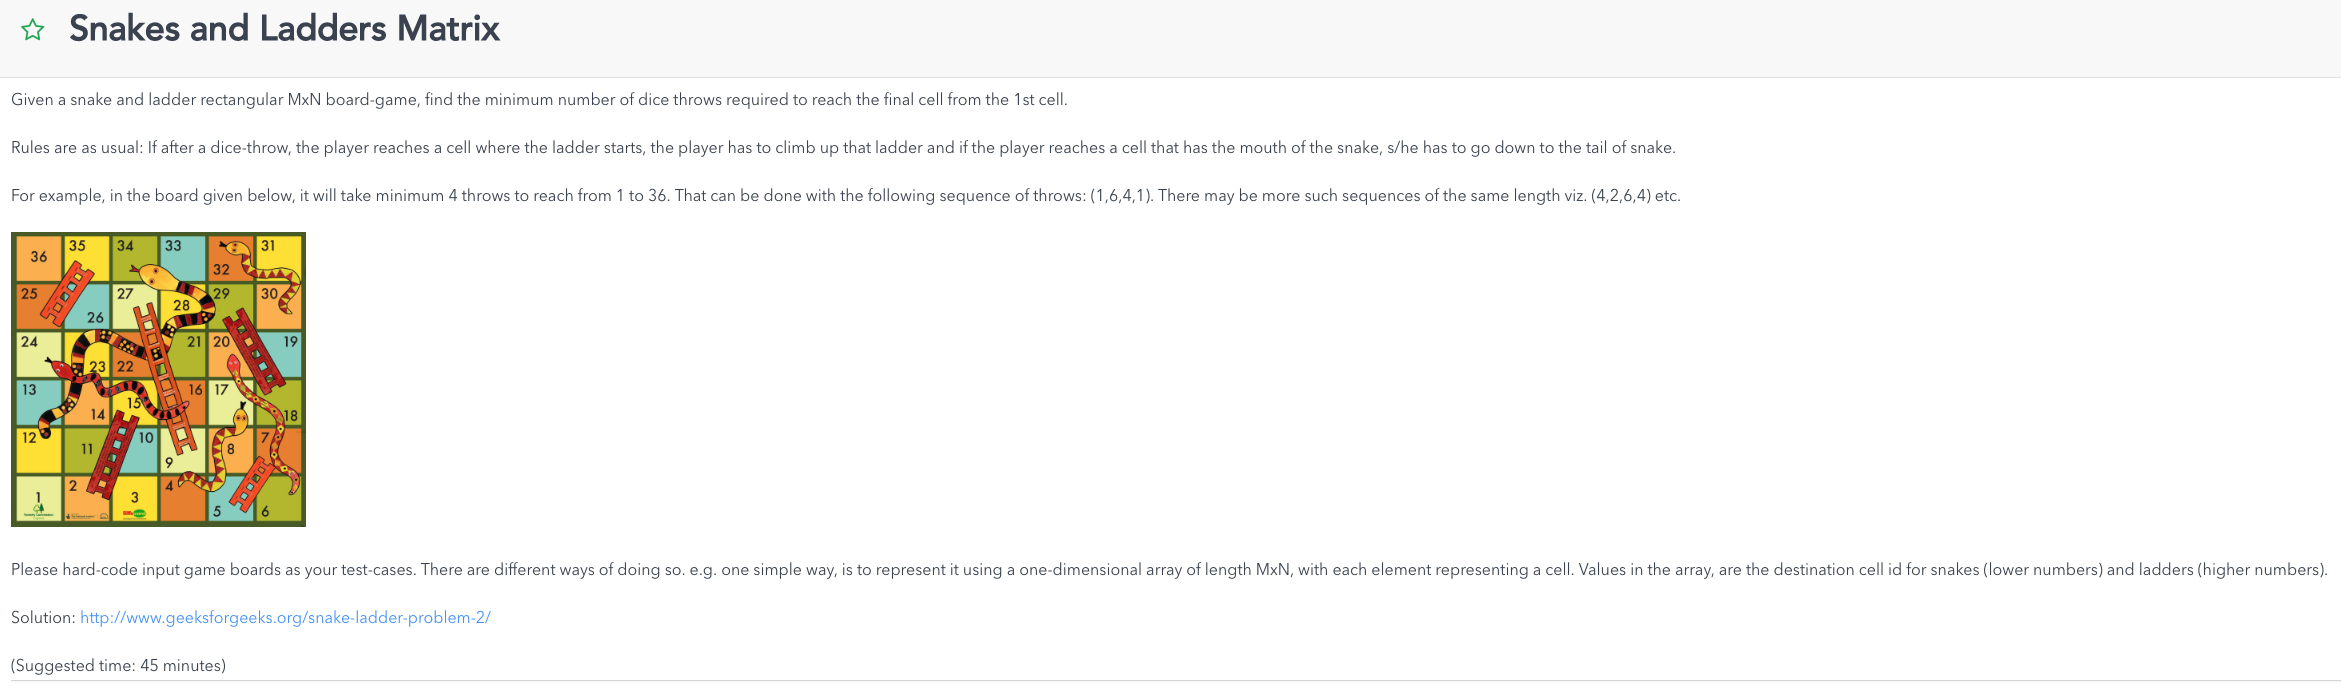 Snakes and Ladders Matrix
Given a snake and ladder rectangular MxN board-game, find the minimum number of dice throws required to reach the final cell from the 1st cell.
Rules are as usual: If after a dice-throw, the player reaches a cell where the ladder starts, the player has to climb up that ladder and if the player reaches a cell that has the mouth of the snake, s/he has to go down to the tail of snake.
For example, in the board given below, it will take minimum 4 throws to reach from 1 to 36. That can be done with the following sequence of throws: (1,6,4,1). There may be more such sequences of the same length viz. (4,2,6,4) etc.
36 35 34 33 32 31
25 26 27 28 29 30
24 23 22 21 20 19
13 14 15 16 17 18
12 11 10 9 8 7
1 2 3 4 5 6
Please hard-code input game boards as your test-cases. There are different ways of doing so. e.g. one simple way, is to represent it using a one-dimensional array of length MxN, with each element representing a cell. Values in the array, are the destination cell id for snakes (lower numbers) and ladders (higher numbers).
Solution: http://www.geeksforgeeks.org/snake-ladder-problem-2/
(Suggested time: 45 minutes)